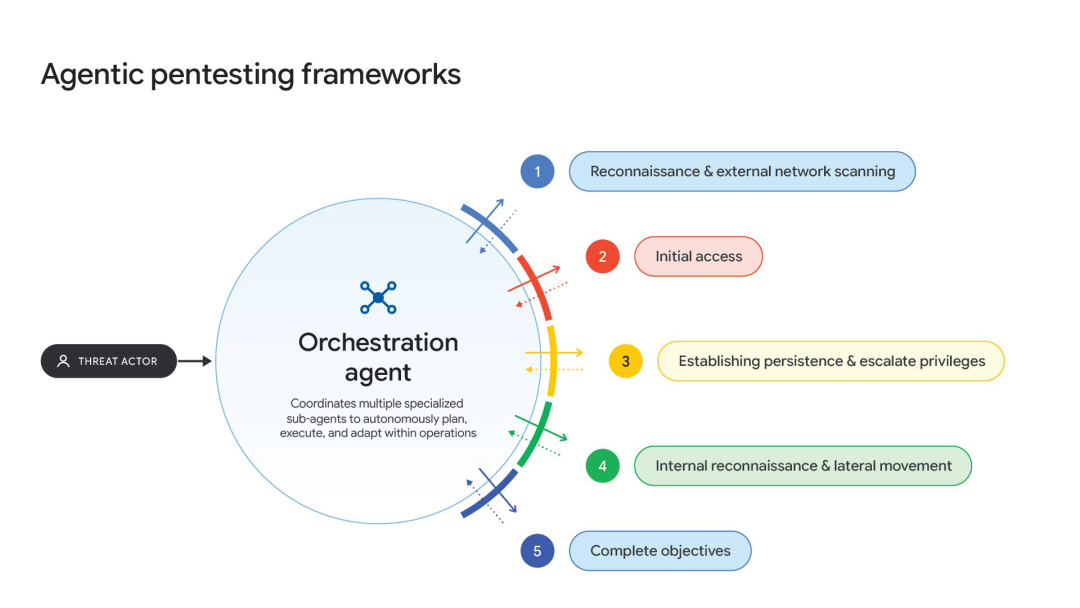 Agentic pentesting frameworks
1
Reconnaissance & external network scanning
2
Initial access
THREAT ACTOR
Orchestration
agent
Coordinates multiple specialized
sub-agents to autonomously plan,
execute, and adapt within operations
3
Establishing persistence & escalate privileges
4
Internal reconnaissance & lateral movement
5
Complete objectives